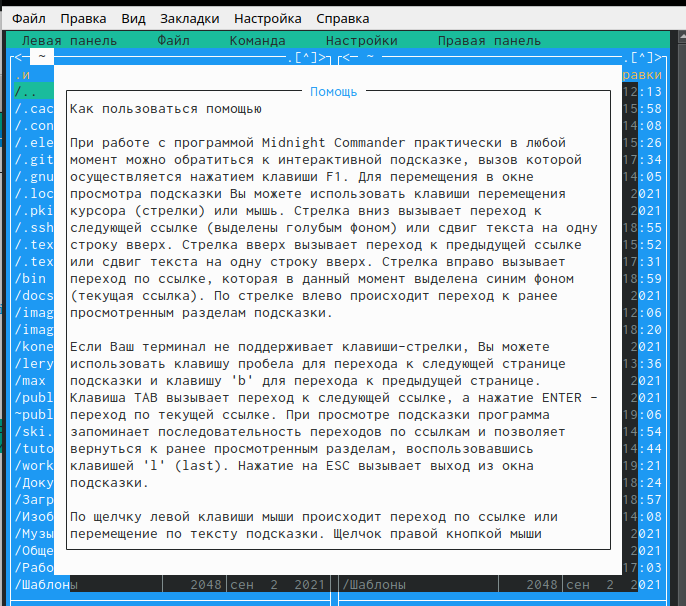 Файл Правка Вид Закладки Настройка Справка
Левая панель Файл Команда Настройки Правая панель
<— ~ .[^]> <— ~ .[^]>
.и равки
/.. 12:13
/.cac 15:58
/.con 14:08
/.ele 15:26
/.git 17:34
/.gnu 14:05
/.loc 2021
/.pki 2021
/.ssh 18:55
/.tex 15:52
/.tex 17:31
/bin 18:59
/docs 2021
/imag 12:06
/imag 18:20
/kone 2021
/lery 13:36
/max 2021
/publ 2021
~publ 19:06
/ski. 14:54
/tuto 14:44
/work 19:21
/Доку 18:24
/Загр 18:57
/Изоб 14:08
/Музы 2021
/Обще 2021
/Рабо 17:03
/Шаблоны 2048 сен 2 2021 /Шаблоны 2048 сен 2 2021
Помощь
Как пользоваться помощью
При работе с программой Midnight Commander практически в любой
момент можно обратиться к интерактивной подсказке, вызов которой
осуществляется нажатием клавиши F1. Для перемещения в окне
просмотра подсказки Вы можете использовать клавиши перемещения
курсора (стрелки) или мышь. Стрелка вниз вызывает переход к
следующей ссылке (выделены голубым фоном) или сдвиг текста на одну
строку вверх. Стрелка вверх вызывает переход к предыдущей ссылке
или сдвиг текста на одну строку вверх. Стрелка вправо вызывает
переход по ссылке, которая в данный момент выделена синим фоном
(текущая ссылка). По стрелке влево происходит переход к ранее
просмотренным разделам подсказки.
Если Ваш терминал не поддерживает клавиши-стрелки, Вы можете
использовать клавишу пробела для перехода к следующей странице
подсказки и клавишу 'b' для перехода к предыдущей странице.
Клавиша TAB вызывает переход к следующей ссылке, а нажатие ENTER –
переход по текущей ссылке. При просмотре подсказки программа
запоминает последовательность переходов по ссылкам и позволяет
вернуться к ранее просмотренным разделам, воспользовавшись
клавишей 'l' (last). Нажатие на ESC вызывает выход из окна
подсказки.
По щелчку левой клавиши мыши происходит переход по ссылке или
перемещение по тексту подсказки. Щелчок правой кнопкой мыши